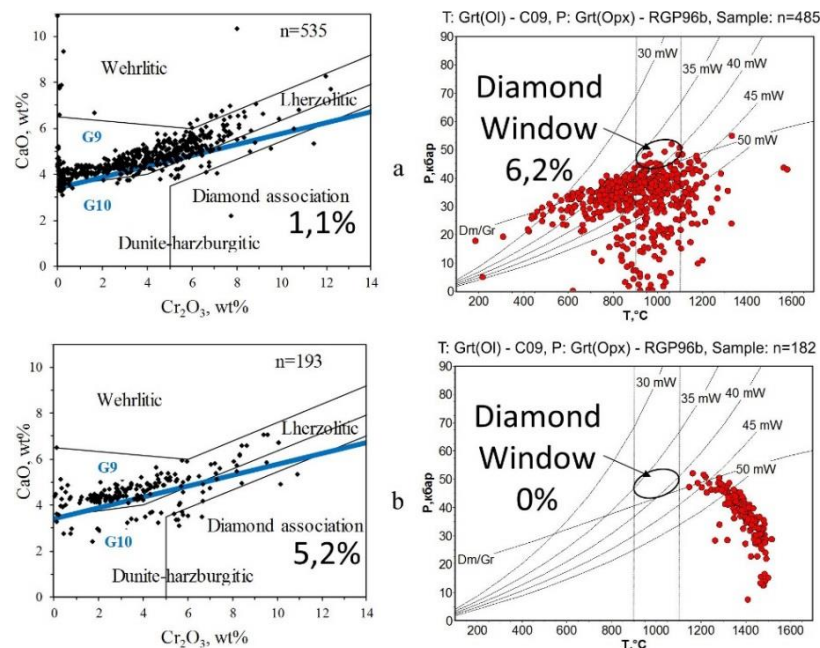 n=535
Wehrlitic
G9
Lherzolitic
G10
Diamond association
1,1%
Dunite-harzburgitic
CaO, wt%
10
8
6
4
2
0
0 2 4 6 8 10 12 14
Cr₂O₃, wt%
a
T: Grt(Ol) - C09, P: Grt(Opx) - RGP96b, Sample: n=485
30 mW
35 mW
40 mW
45 mW
50 mW
Diamond
Window
6,2%
Dm/Gr
P,кбар
90
80
70
60
50
40
30
20
10
0
200 400 600 800 1000 1200 1400 1600
T,°C
n=193
Wehrlitic
G9
Lherzolitic
G10
Diamond association
5,2%
Dunite-harzburgitic
CaO, wt%
10
8
6
4
2
0
0 2 4 6 8 10 12 14
Cr₂O₃, wt%
b
T: Grt(Ol) - C09, P: Grt(Opx) - RGP96b, Sample: n=182
30 mW
35 mW
40 mW
45 mW
50 mW
Diamond
Window
0%
Dm/Gr
P,кбар
90
80
70
60
50
40
30
20
10
0
200 400 600 800 1000 1200 1400 1600
T,°C